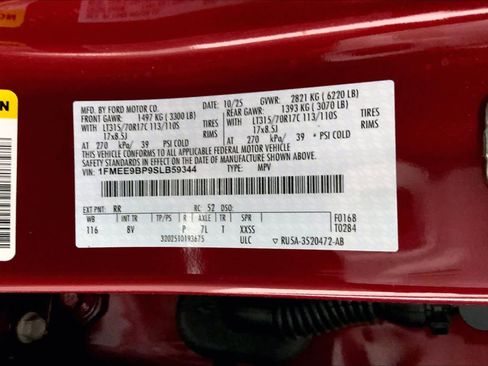 MFD. BY FORD MOTOR CO. 10/25 GVWR: 2821 KG (6220 LB)
FRONT GAWR: 1497 KG (3300 LB) REAR GAWR: 1393 KG (3070 LB)
WITH LT315/70R17C 113/110S TIRES WITH LT315/70R17C 113/110S TIRES
17x8.5J RIMS 17x8.5J RIMS
AT 270 kPa/ 39 PSI COLD AT 270 kPa/ 39 PSI COLD
THIS VEHICLE CONFORMS TO ALL APPLICABLE FEDERAL MOTOR VEHICLE
SAFETY STANDARDS IN EFFECT ON THE DATE OF MANUFACTURE SHOWN ABOVE.
VIN: 1FMEE9BP9SLB59344 TYPE: MPV
EXT PNT: RR RC: 52 DSO: F0168
WB INT TR TP/PS R AXLE TR SPR T0284
116 8V P 7L T XXSS
3202510193675 ULC RU5A-3520472-AB